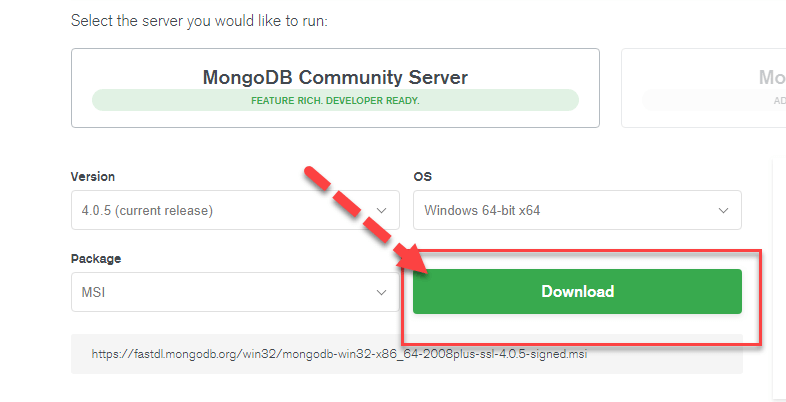 Select the server you would like to run:
MongoDB Community Server
Mo
FEATURE RICH. DEVELOPER READY.
AD
Version
OS
4.0.5 (current release)
Windows 64-bit x64
Package
MSI
Download
https://fastdl.mongodb.org/win32/mongodb-win32-x86_64-2008plus-ssl-4.0.5-signed.msi